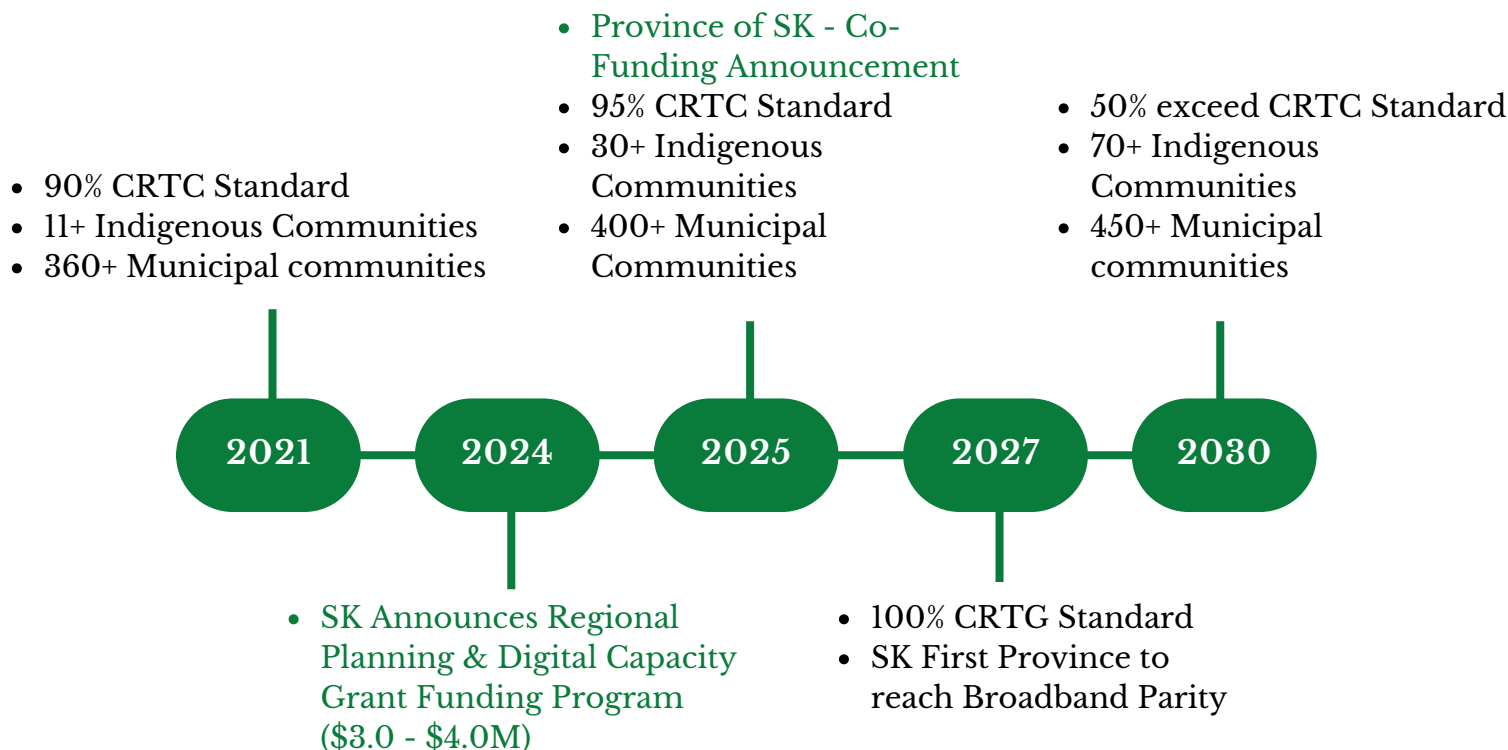 • 90% CRTC Standard
• 11+ Indigenous Communities
• 360+ Municipal communities
• Province of SK - Co-
Funding Announcement
• 95% CRTC Standard
• 30+ Indigenous
Communities
• 400+ Municipal
Communities
• 50% exceed CRTC Standard
• 70+ Indigenous
Communities
• 450+ Municipal
communities
2021
2024
2025
2027
2030
• SK Announces Regional
Planning & Digital Capacity
Grant Funding Program
($3.0 - $4.0M)
• 100% CRTG Standard
• SK First Province to
reach Broadband Parity